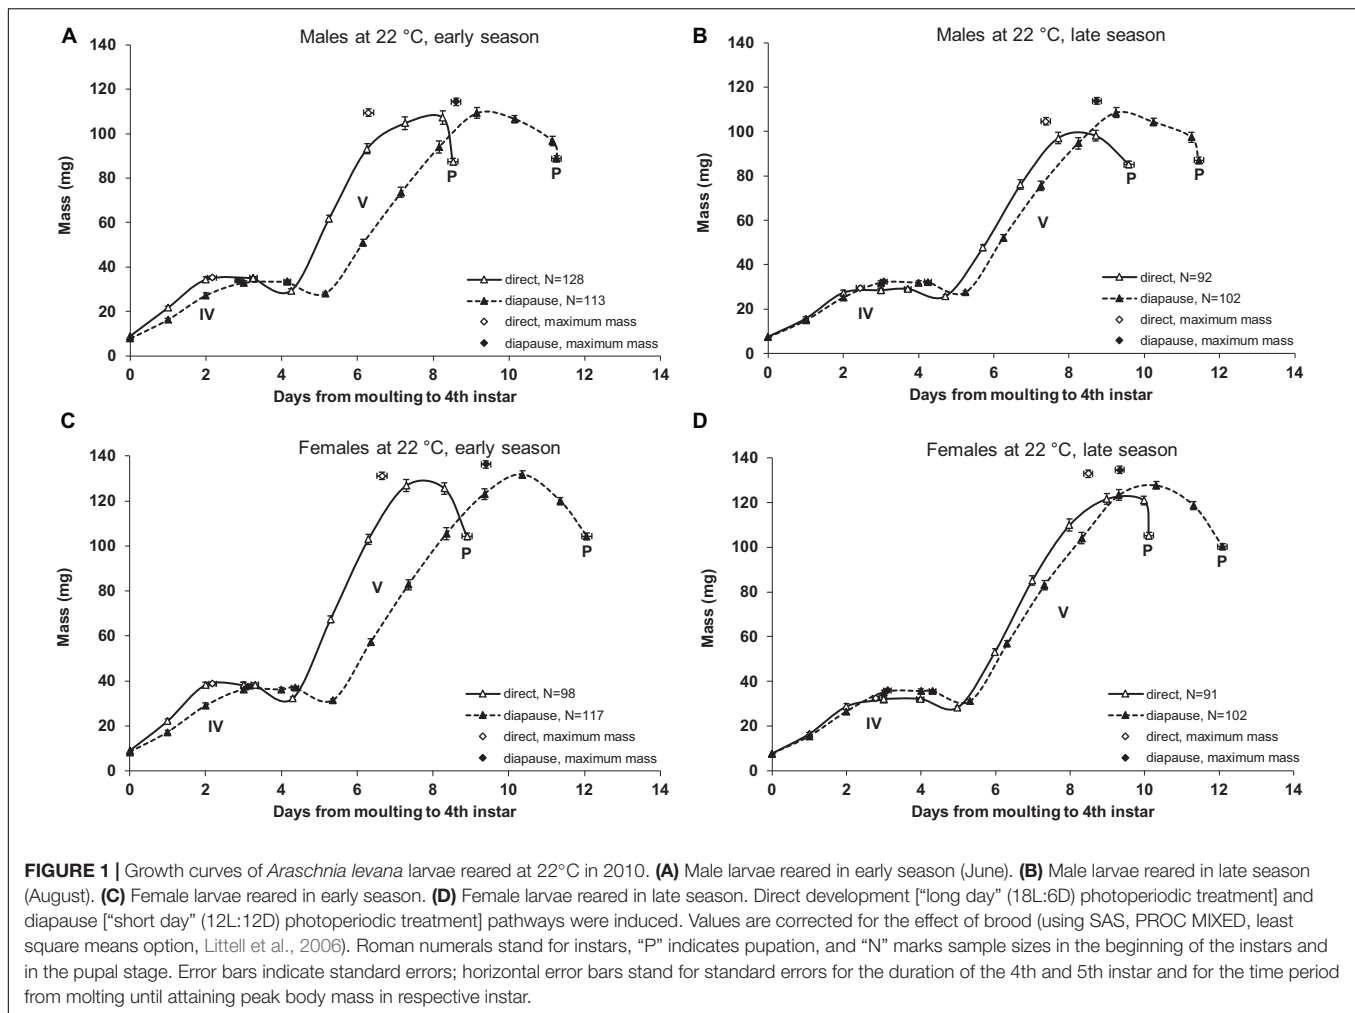 A
Males at 22 °C, early season
140
120
100
80
60
40
20
0
Mass (mg)
V
IV
P
P
direct, N=128
diapause, N=113
direct, maximum mass
diapause, maximum mass
0 2 4 6 8 10 12 14
Days from moulting to 4th instar
B
Males at 22 °C, late season
140
120
100
80
60
40
20
0
Mass (mg)
P
P
V
IV
direct, N=92
diapause, N=102
direct, maximum mass
diapause, maximum mass
0 2 4 6 8 10 12 14
Days from moulting to 4th instar
C
Females at 22 °C, early season
140
120
100
80
60
40
20
0
Mass (mg)
P
P
V
IV
direct, N=98
diapause, N=117
direct, maximum mass
diapause, maximum mass
0 2 4 6 8 10 12 14
Days from moulting to 4th instar
D
Females at 22 °C, late season
140
120
100
80
60
40
20
0
Mass (mg)
P
P
V
IV
direct, N=91
diapause, N=102
direct, maximum mass
diapause, maximum mass
0 2 4 6 8 10 12 14
Days from moulting to 4th instar
FIGURE 1 | Growth curves of Araschnia levana larvae reared at 22°C in 2010. (A) Male larvae reared in early season (June). (B) Male larvae reared in late season
(August). (C) Female larvae reared in early season. (D) Female larvae reared in late season. Direct development [“long day” (18L:6D) photoperiodic treatment] and
diapause [“short day” (12L:12D) photoperiodic treatment] pathways were induced. Values are corrected for the effect of brood (using SAS, PROC MIXED, least
square means option, Littell et al., 2006). Roman numerals stand for instars, “P” indicates pupation, and “N” marks sample sizes in the beginning of the instars and
in the pupal stage. Error bars indicate standard errors; horizontal error bars stand for standard errors for the duration of the 4th and 5th instar and for the time period
from molting until attaining peak body mass in respective instar.